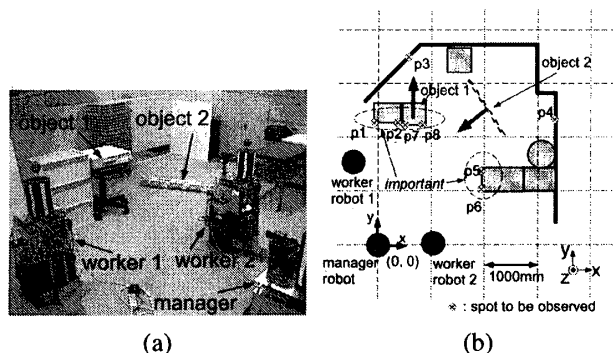 object 1
object 2
worker 1
worker 2
manager
(a)
p3
object 2
object 1
p4
p1
p2
p7
p8
p5
important
worker
robot 1
p6
y
x
manager
robot
(0, 0)
worker
robot 2
1000mm
y
z
x
: spot to be observed
(b)